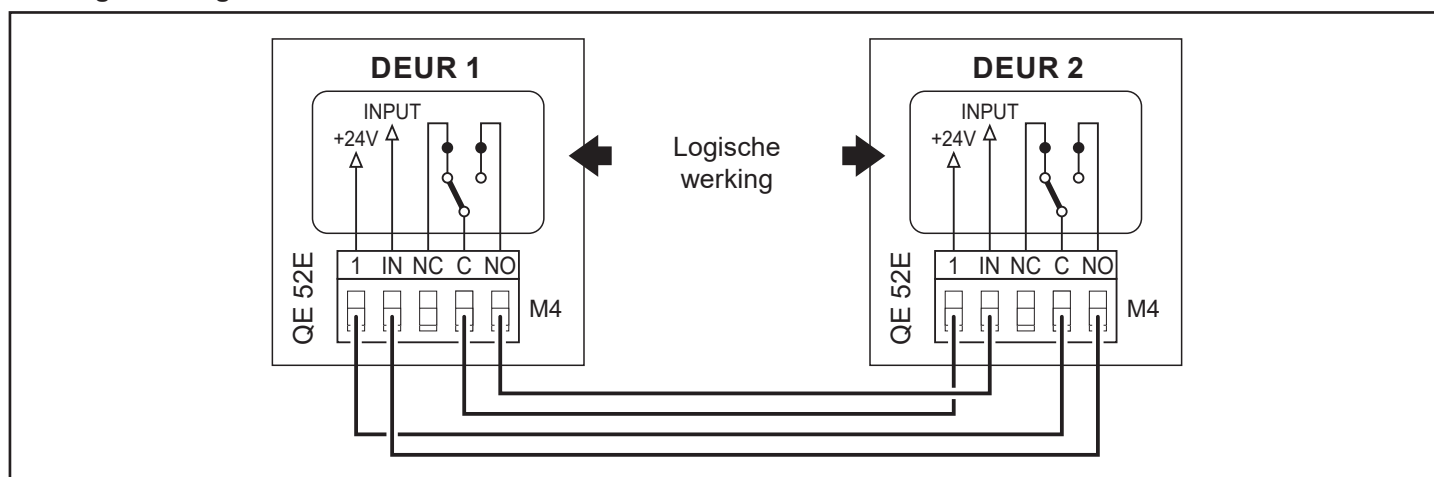 DEUR 1
INPUT
+24V
QE 52E
1 IN NC C NO
M4
Logische
werking
DEUR 2
INPUT
+24V
QE 52E
1 IN NC C NO
M4